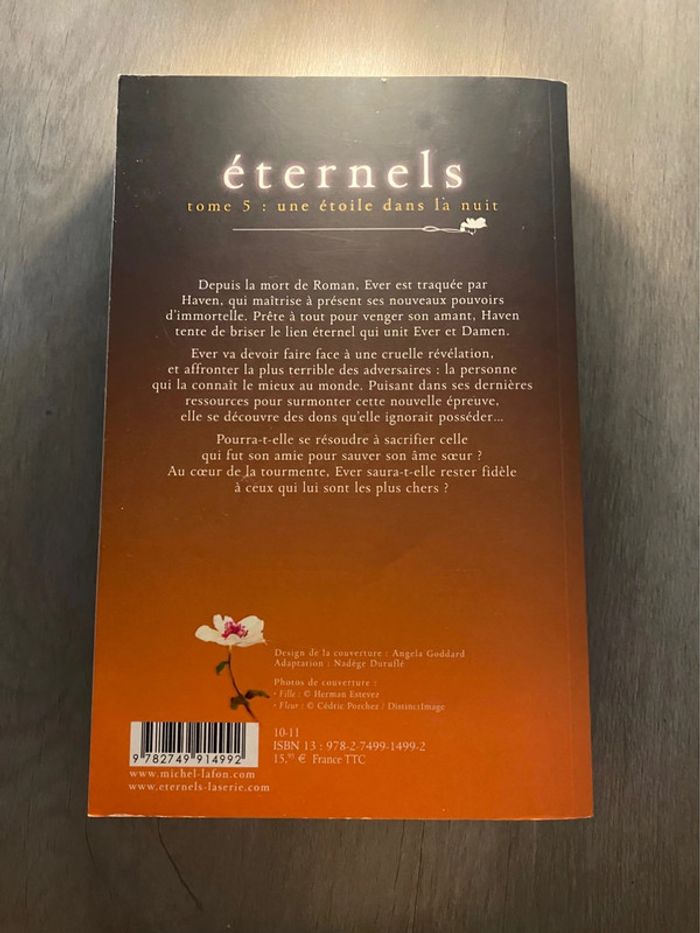 éternels
tome 5 : une étoile dans la nuit
Depuis la mort de Roman, Ever est traquée par
Haven, qui maîtrise à présent ses nouveaux pouvoirs
d'immortelle. Prête à tout pour venger son amant, Haven
tente de briser le lien éternel qui unit Ever et Damen.
Ever va devoir faire face à une cruelle révélation,
et affronter la plus terrible des adversaires : la personne
qui la connaît le mieux au monde. Puisant dans ses dernières
ressources pour surmonter cette nouvelle épreuve,
elle se découvre des dons qu'elle ignorait posséder...
Pourra-t-elle se résoudre à sacrifier celle
qui fut son amie pour sauver son âme sœur ?
Au cœur de la tourmente, Ever saura-t-elle rester fidèle
à ceux qui lui sont les plus chers ?
Design de la couverture : Angela Goddard
Adaptation : Nadège Duruflé
Photos de couverture :
• Fille : © Herman Estevez
• Fleur : © Cédric Porchez / DistinctImage
10-11
ISBN 13 : 978-2-7499-1499-2
15,95 € France TTC
9 782749 914992
www.michel-lafon.com
www.eternels-laserie.com